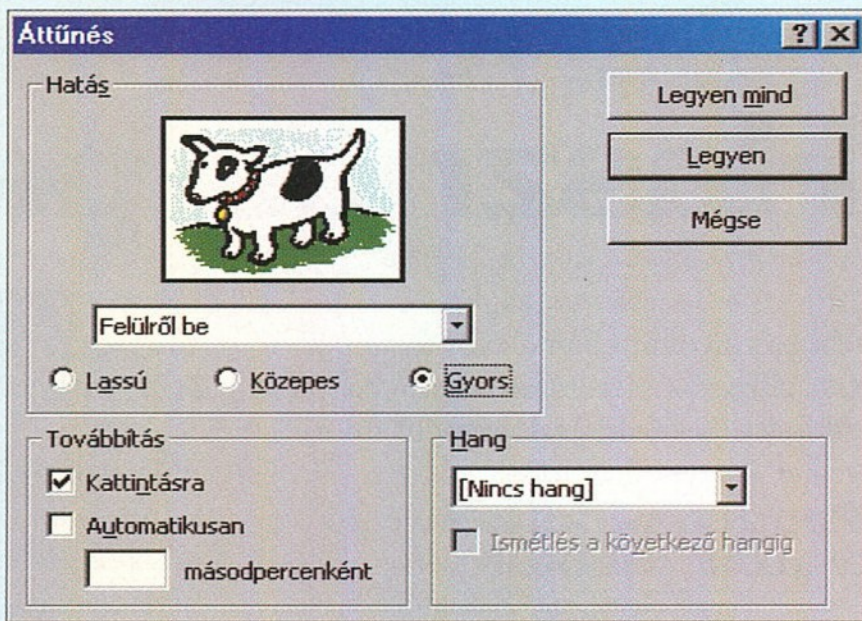 Áttűnés
Hatás
Legyen mind
Legyen
Mégse
Felülről be
Lassú
Közepes
Gyors
Továbbítás
Kattintásra
Automatikusan
másodpercenként
Hang
[Nincs hang]
Ismétlés a következő hangig